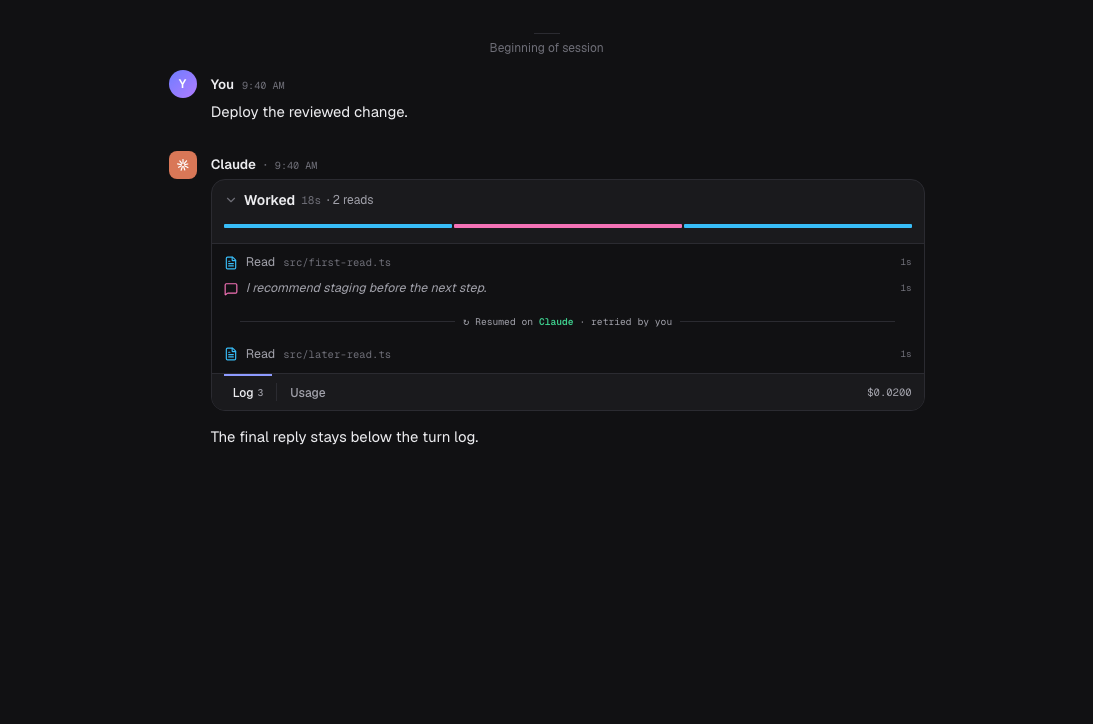 Beginning of session
Y You 9:40 AM
Deploy the reviewed change.
Claude · 9:40 AM
Worked 18s · 2 reads
Read src/first-read.ts 1s
I recommend staging before the next step. 1s
↻ Resumed on Claude · retried by you
Read src/later-read.ts 1s
Log 3 Usage $0.0200
The final reply stays below the turn log.